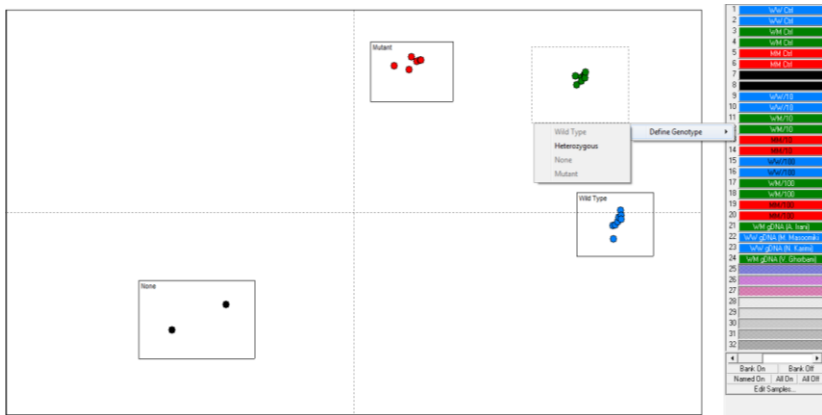 Mutant
Wild Type
Heterozygous
None
Mutant
Define Genotype
Wild Type
None
1 WW Ctrl
2 WW Ctrl
3 WM Ctrl
4 WM Ctrl
5 MM Ctrl
6 MM Ctrl
7
8
9 WW/10
10 WW/10
11 WM/10
WM/10
MM/10
14 MM/10
15 WW/100
16 WW/100
17 WM/100
18 WM/100
19 MM/100
20 MM/100
21 WM gDNA (A. Irani)
22 WW gDNA (M.
23 WW gDNA (N. Karimi)
24 WM gDNA (V. Ghorbani)
25
26
27
28
29
30
31
32
Bank On Bank Off
Named On All On All Off
Edit Samples...